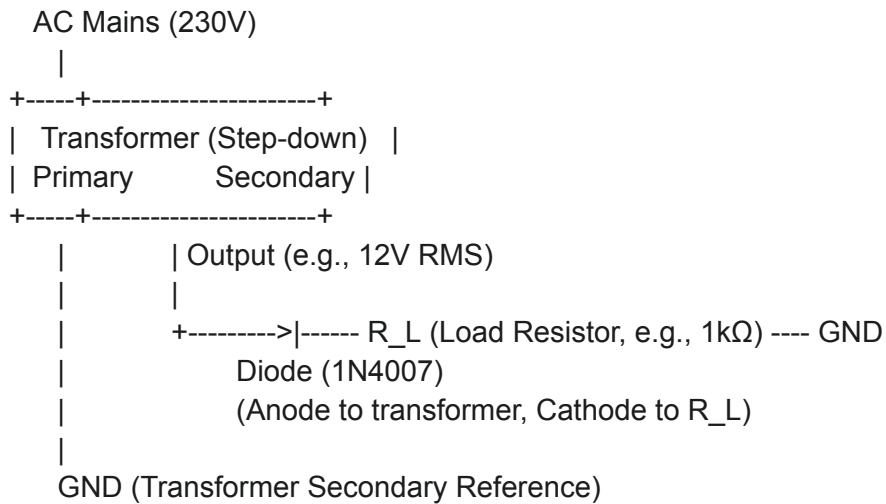 AC Mains (230V)
|
+-----+-----------------------+
| Transformer (Step-down) |
| Primary Secondary |
+-----+-----------------------+
| | Output (e.g., 12V RMS)
| |
| +--------->|------ R_L (Load Resistor, e.g., 1kΩ) ---- GND
| Diode (1N4007)
| (Anode to transformer, Cathode to R_L)
|
GND (Transformer Secondary Reference)